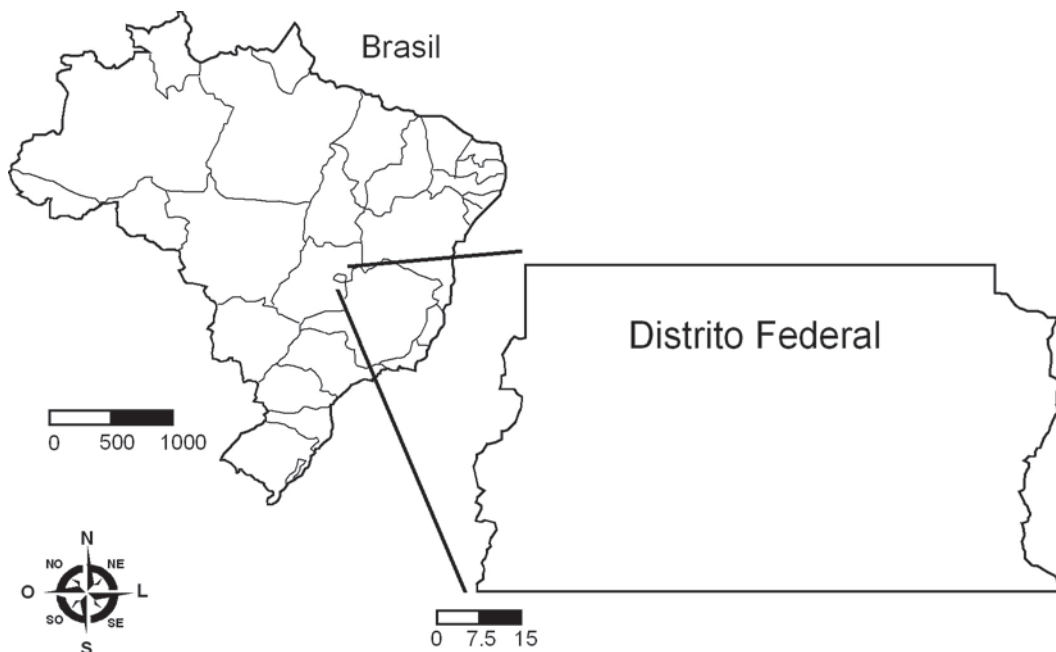 Brasil
Distrito Federal
0 500 1000
N
NO NE
O L
SO SE
S
0 7.5 15